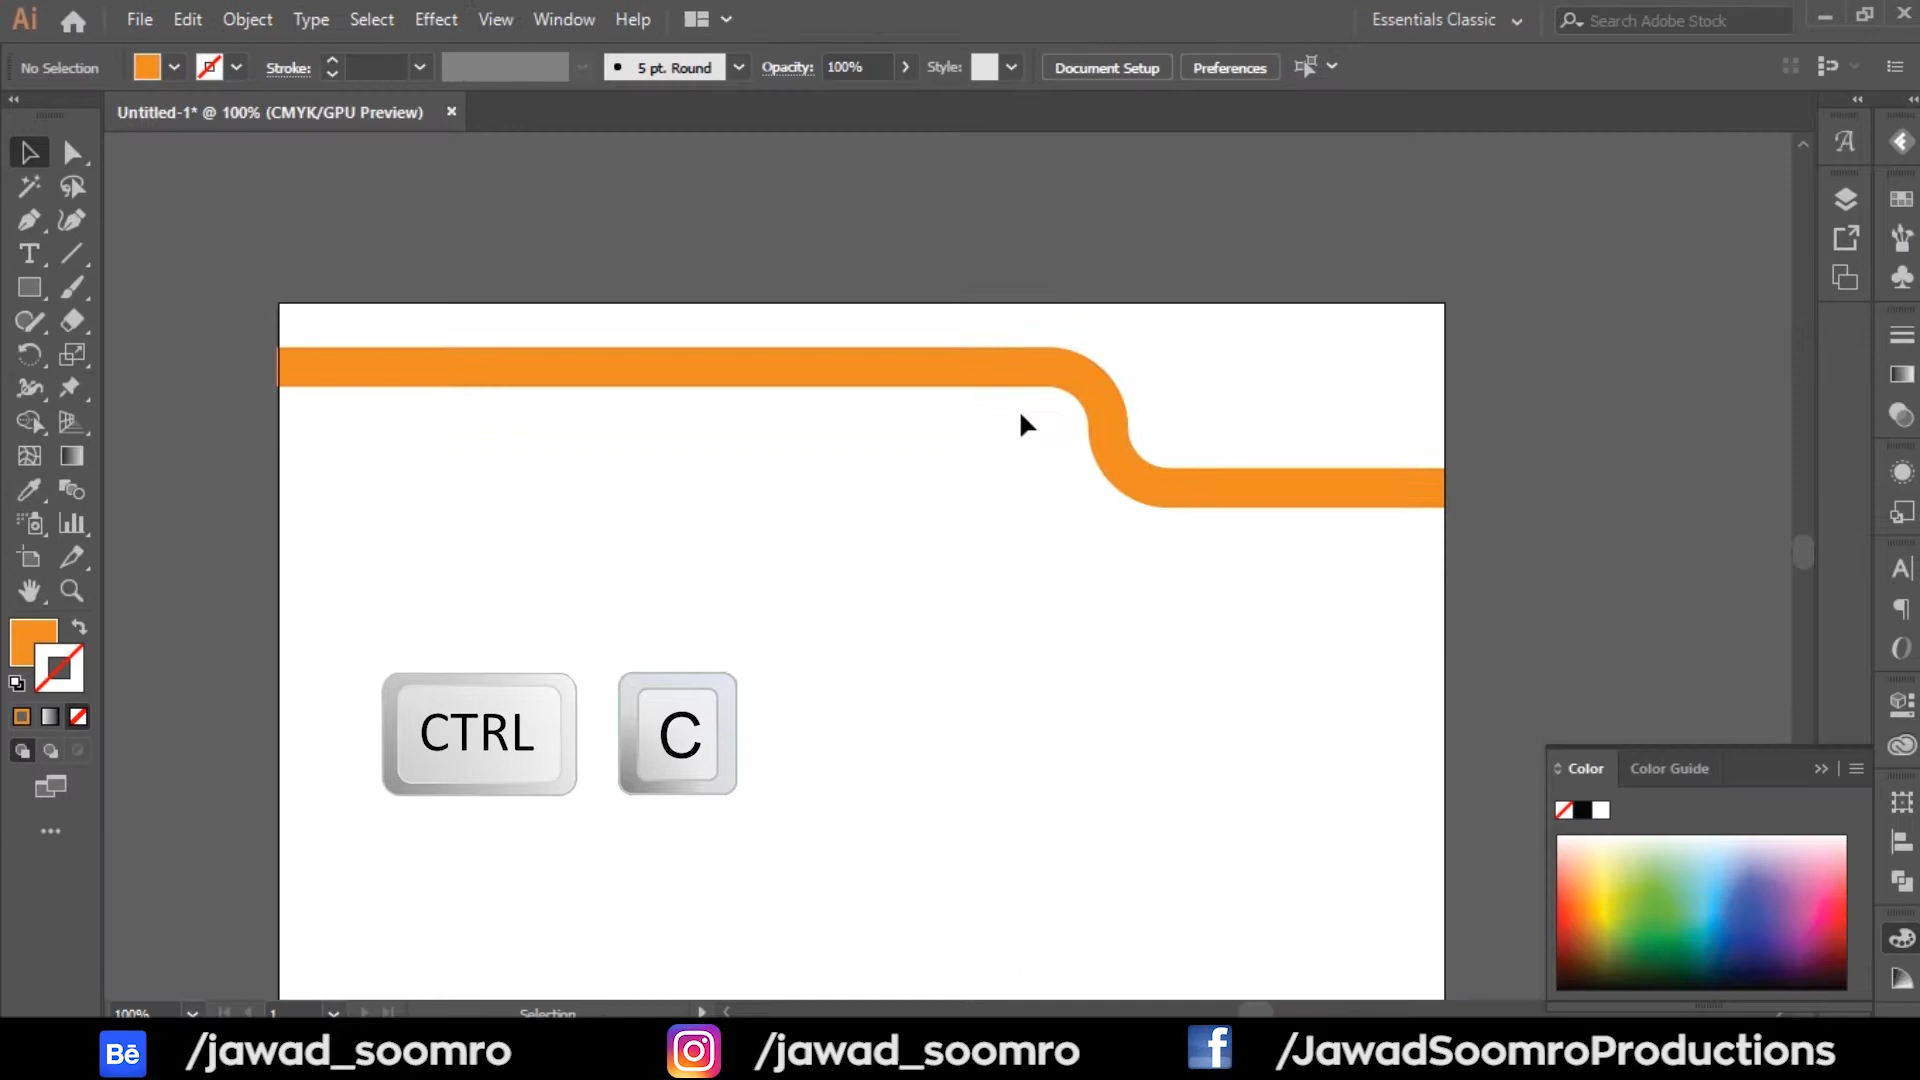 Ai File Edit Object Type Select Effect View Window Help Essentials Classic Search Adobe Stock
No Selection Stroke: 5 pt. Round Opacity: 100% Style: Document Setup Preferences
Untitled-1* @ 100% (CMYK/GPU Preview)
CTRL C
Color Color Guide
100% 1 Selection
Bē /jawad_soomro /jawad_soomro f /JawadSoomroProductions